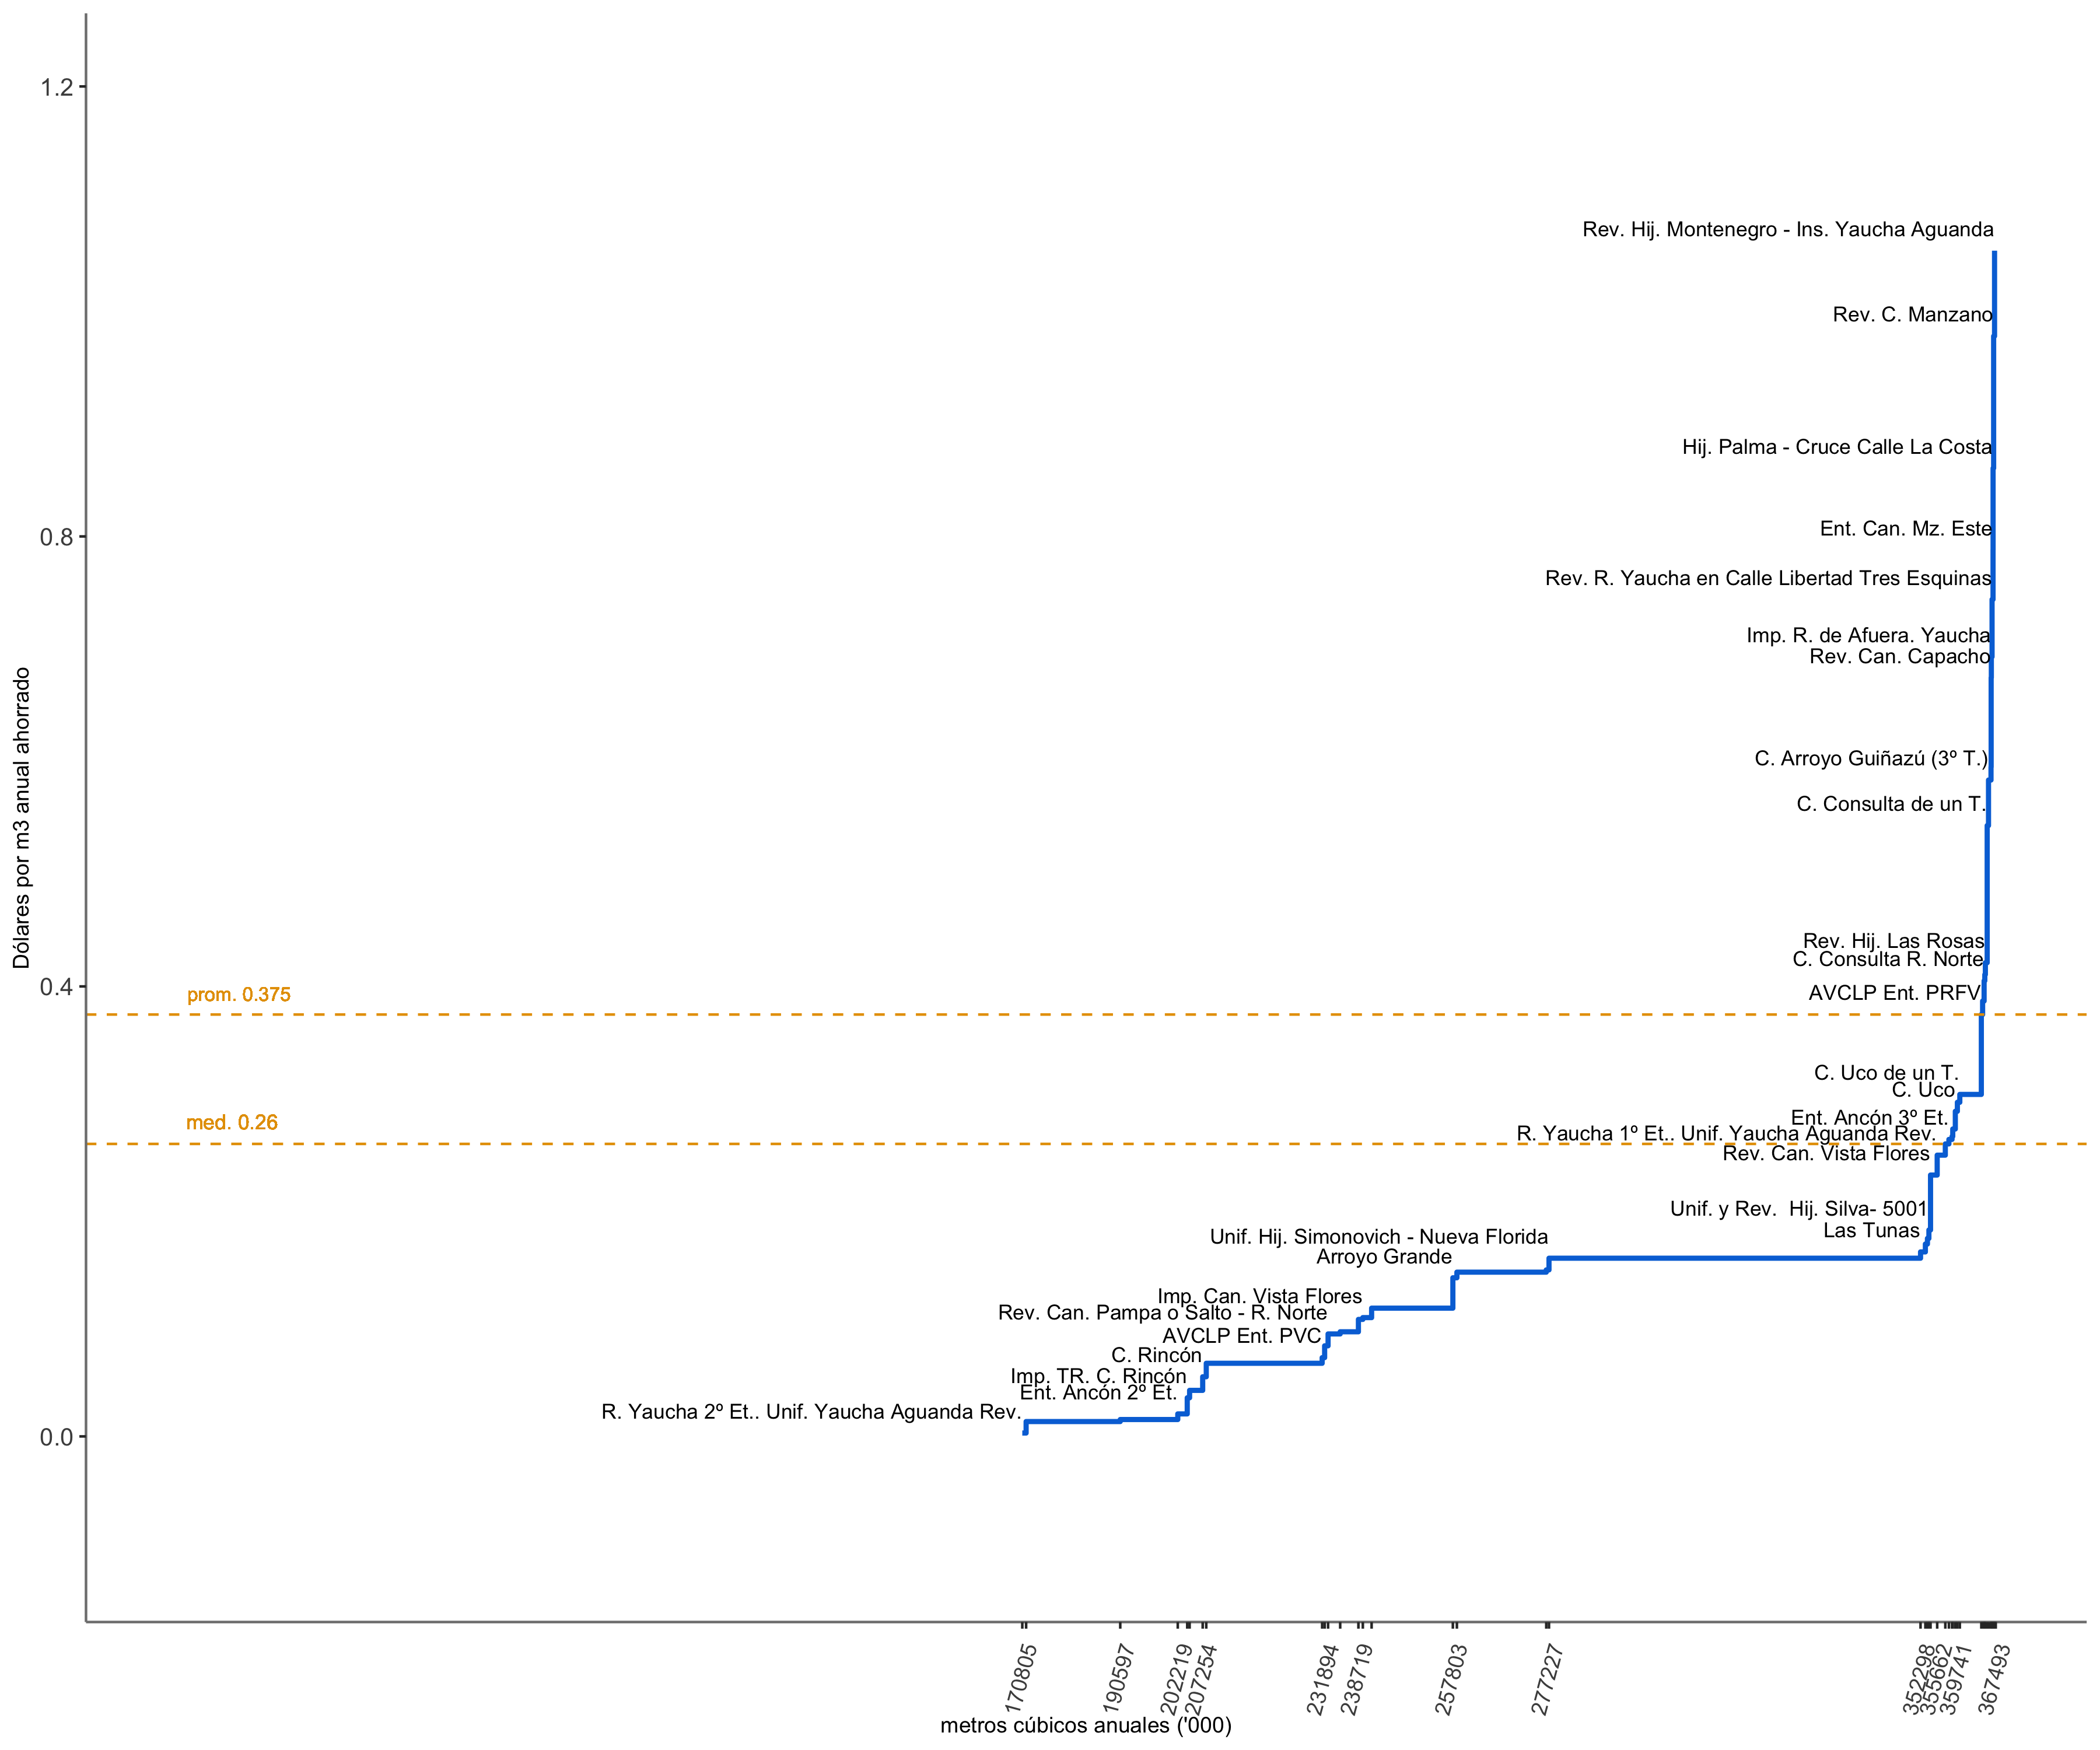 1.2
Rev. Hij. Montenegro - Ins. Yaucha Aguanda
Rev. C. Manzano
Hij. Palma - Cruce Calle La Costa
Ent. Can. Mz. Este
0.8
Rev. R. Yaucha en Calle Libertad Tres Esquinas
Imp. R. de Afuera. Yaucha
Rev. Can. Capacho
Dólares por m3 anual ahorrado
C. Arroyo Guiñazú (3º T.)
C. Consulta de un T.
Rev. Hij. Las Rosas
C. Consulta R. Norte
0.4
prom. 0.375
AVCLP Ent. PRFV
C. Uco de un T.
C. Uco
Ent. Ancón 3º Et.
med. 0.26
R. Yaucha 1º Et.. Unif. Yaucha Aguanda Rev.
Rev. Can. Vista Flores
Unif. y Rev.  Hij. Silva- 5001
Las Tunas
Unif. Hij. Simonovich - Nueva Florida
Arroyo Grande
Imp. Can. Vista Flores
Rev. Can. Pampa o Salto - R. Norte
AVCLP Ent. PVC
C. Rincón
Imp. TR. C. Rincón
Ent. Ancón 2º Et.
R. Yaucha 2º Et.. Unif. Yaucha Aguanda Rev.
0.0
170805
190597
202219
207254
231894
238719
257803
277227
352298
355662
359741
367493
metros cúbicos anuales ('000)